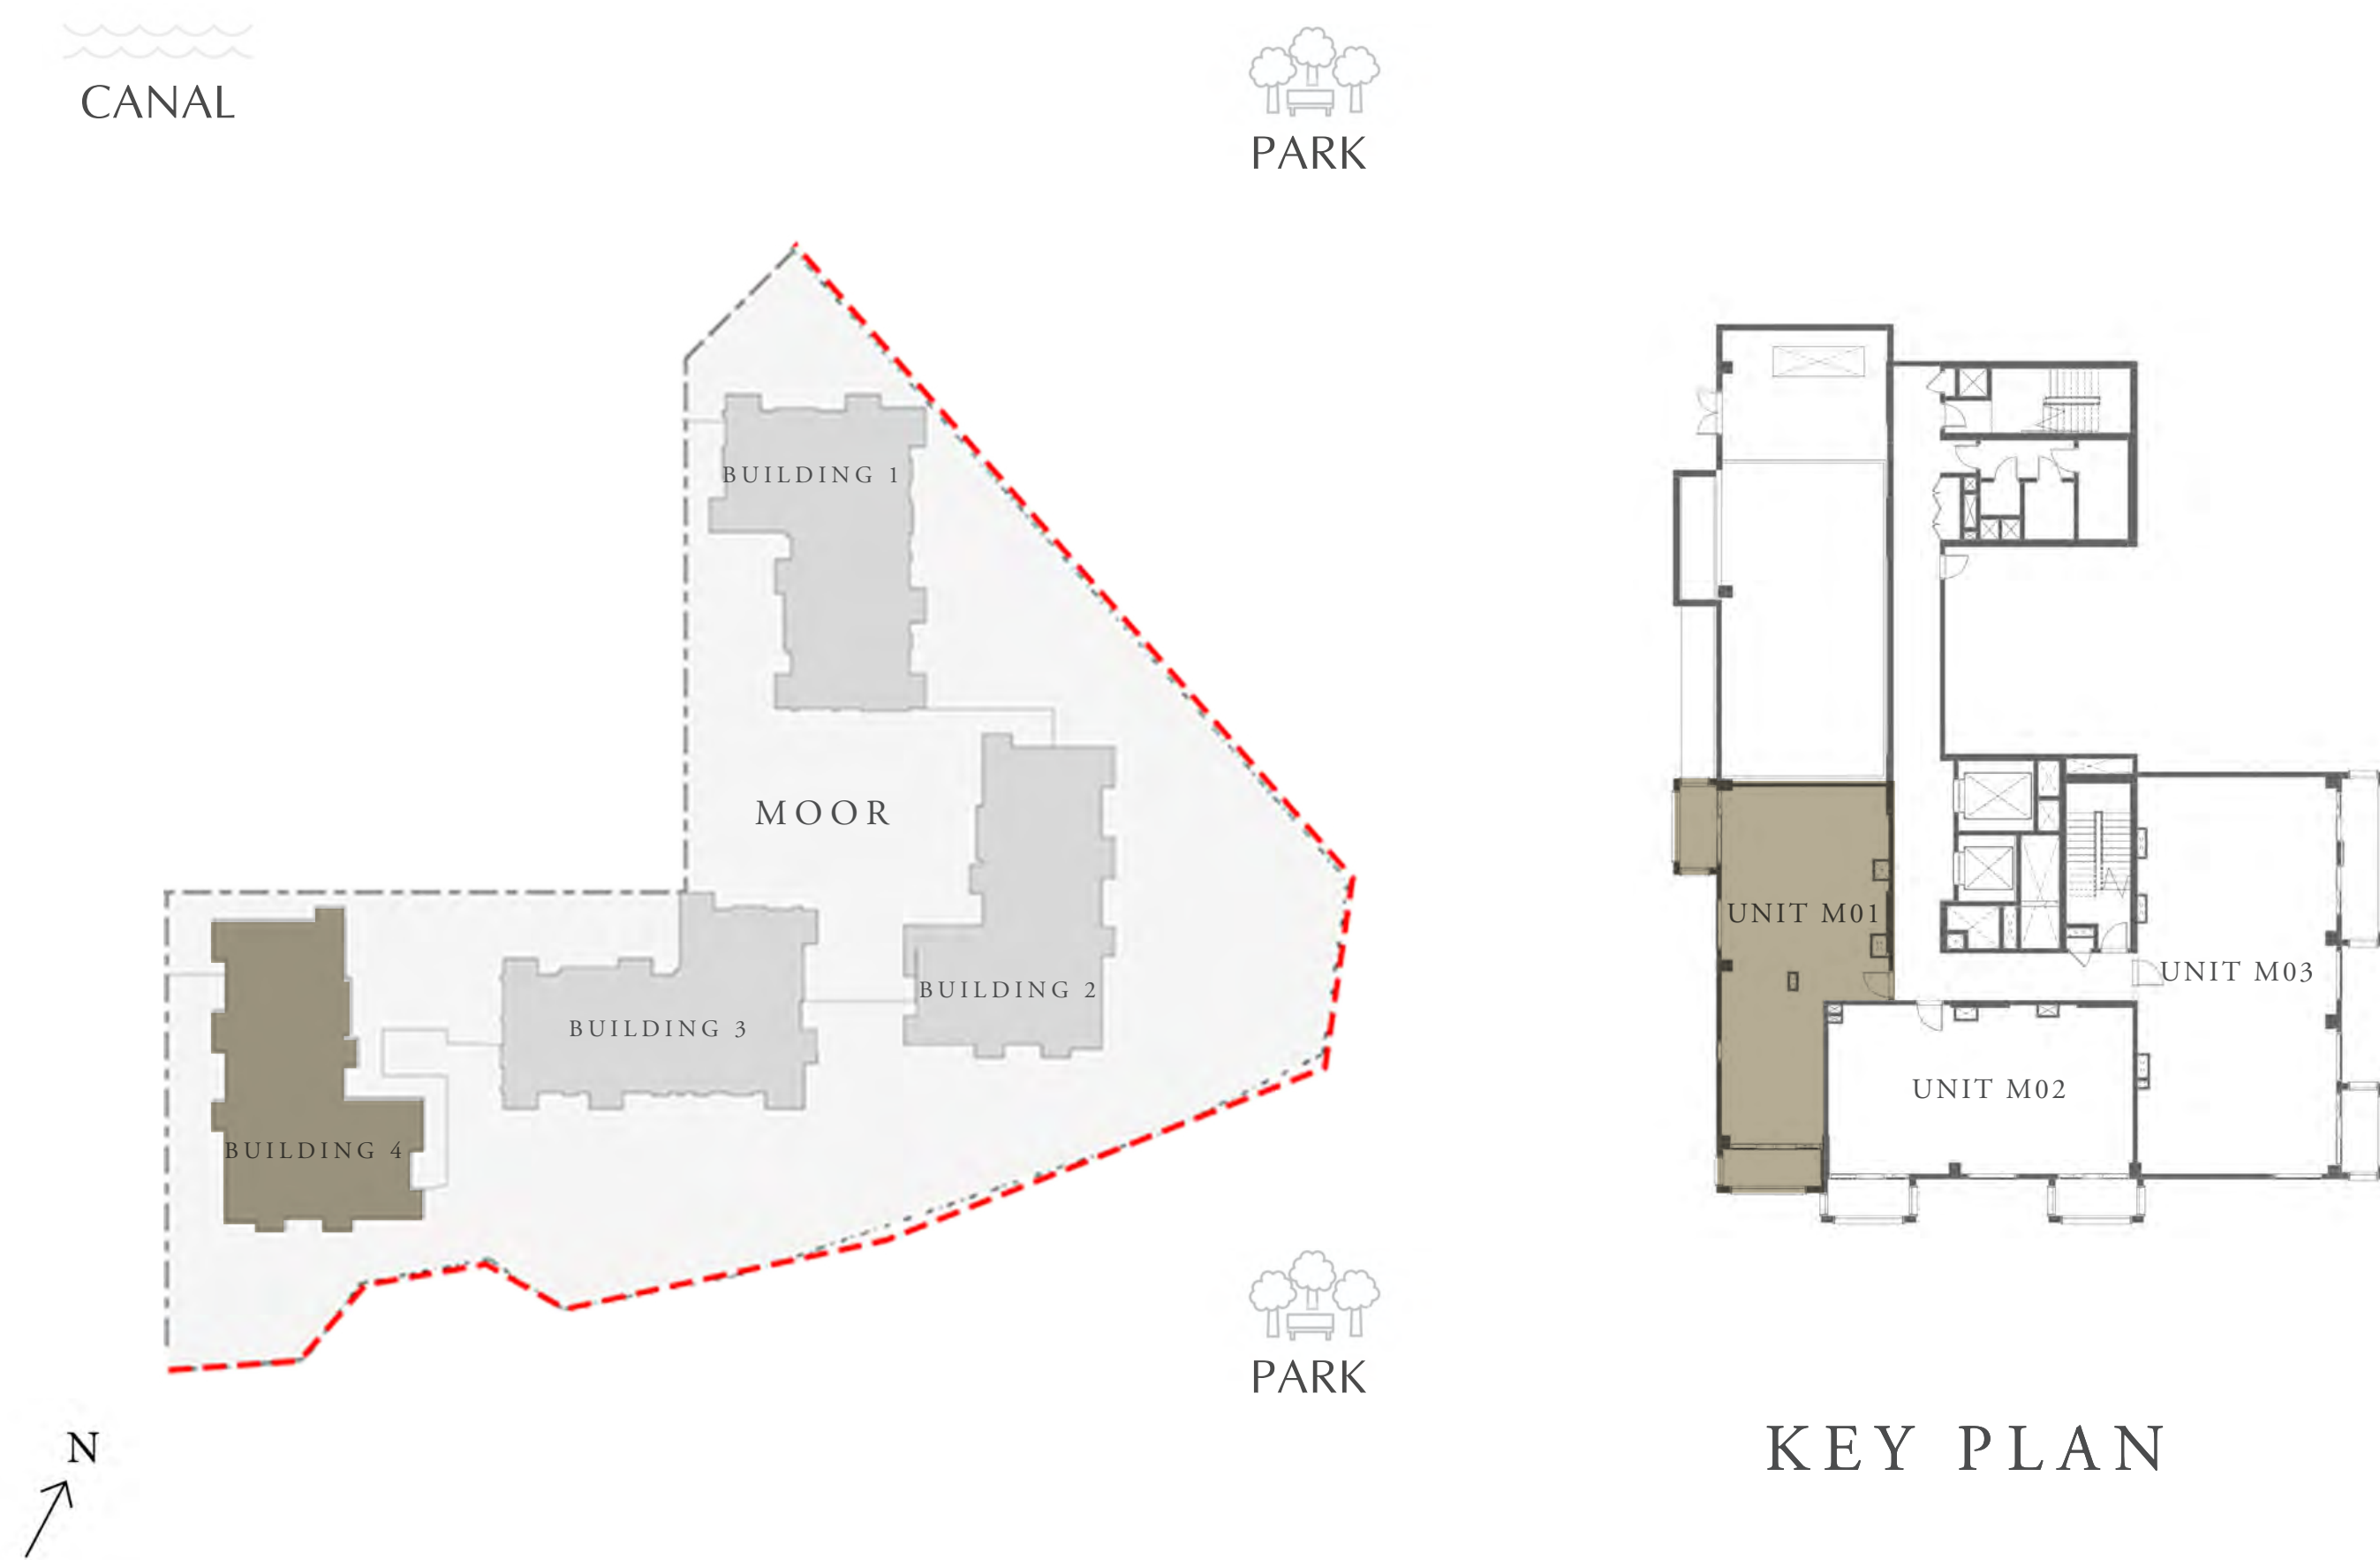 CANAL
PARK
BUILDING 1
MOOR
BUILDING 2
BUILDING 3
BUILDING 4
UNIT M01
UNIT M03
UNIT M02
PARK
N
KEY PLAN